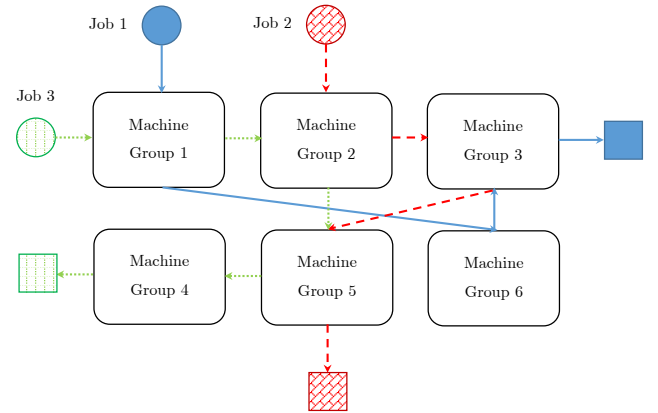 Job 1
Job 2
Job 3
Machine
Group 1
Machine
Group 2
Machine
Group 3
Machine
Group 4
Machine
Group 5
Machine
Group 6